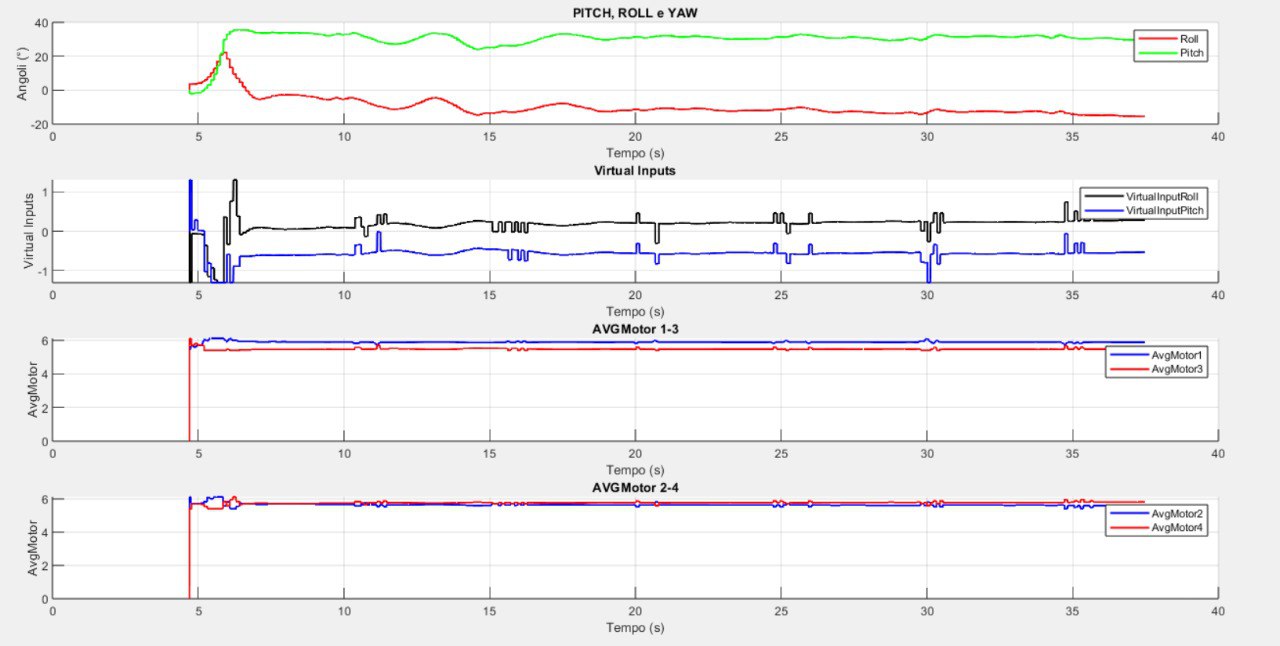 PITCH, ROLL e YAW
40
20
0
-20
Angoli (°)
Roll
Pitch
0 5 10 15 20 25 30 35 40
Tempo (s)
Virtual Inputs
1
0
-1
Virtual Inputs
VirtualInputRoll
VirtualInputPitch
0 5 10 15 20 25 30 35 40
Tempo (s)
AVGMotor 1-3
6
4
2
0
AvgMotor
AvgMotor1
AvgMotor3
0 5 10 15 20 25 30 35 40
Tempo (s)
AVGMotor 2-4
6
4
2
0
AvgMotor
AvgMotor2
AvgMotor4
0 5 10 15 20 25 30 35 40
Tempo (s)